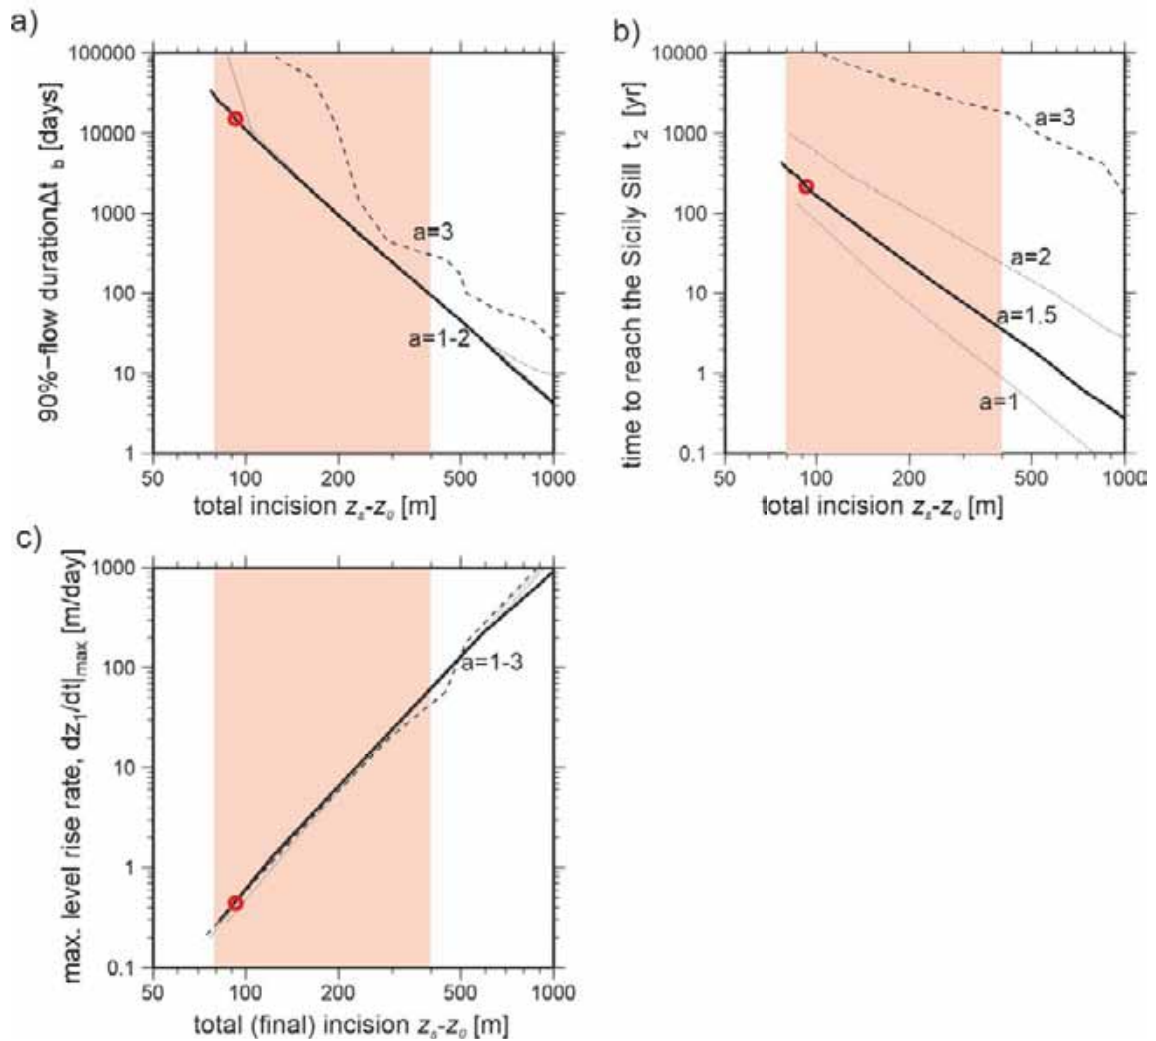 a)
100000
10000
1000
100
10
1
90%-flow durationΔt b [days]
a=3
a=1-2
50 100 200 500 1000
total incision zs-z0 [m]
b)
10000
1000
100
10
1
0.1
time to reach the Sicily Sill t2 [yr]
a=3
a=2
a=1.5
a=1
50 100 200 500 1000
total incision zs-z0 [m]
c)
1000
100
10
1
0.1
max. level rise rate, dz1/dt|max [m/day]
a=1-3
50 100 200 500 1000
total (final) incision zs-z0 [m]